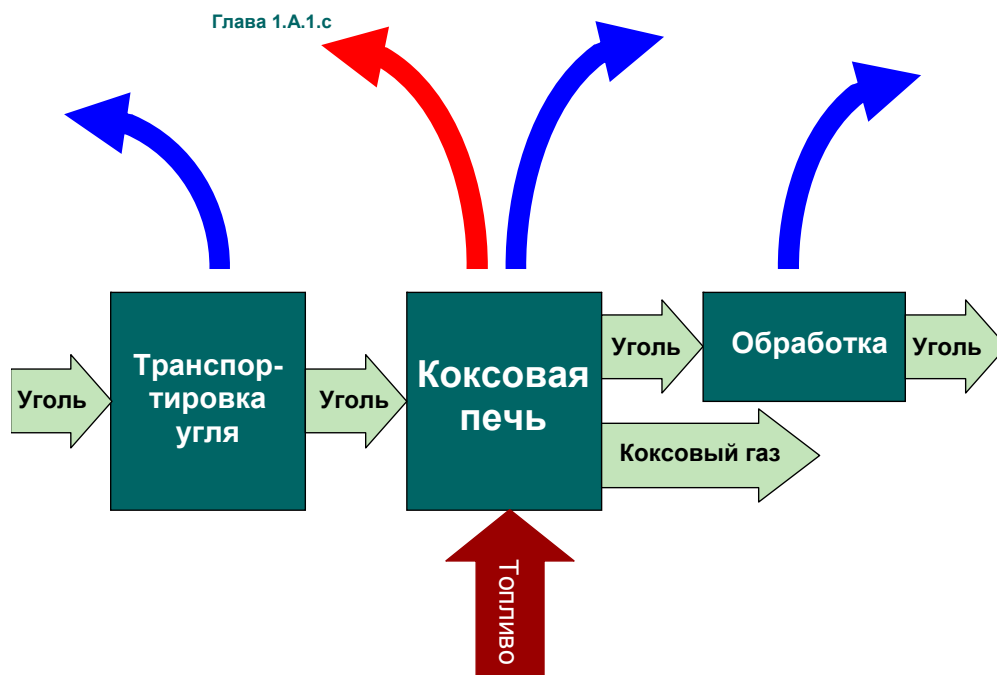 Глава 1.А.1.с
Уголь
Транспор-
тировка
угля
Уголь
Коксовая
печь
Уголь
Обработка
Уголь
Коксовый газ
Топливо